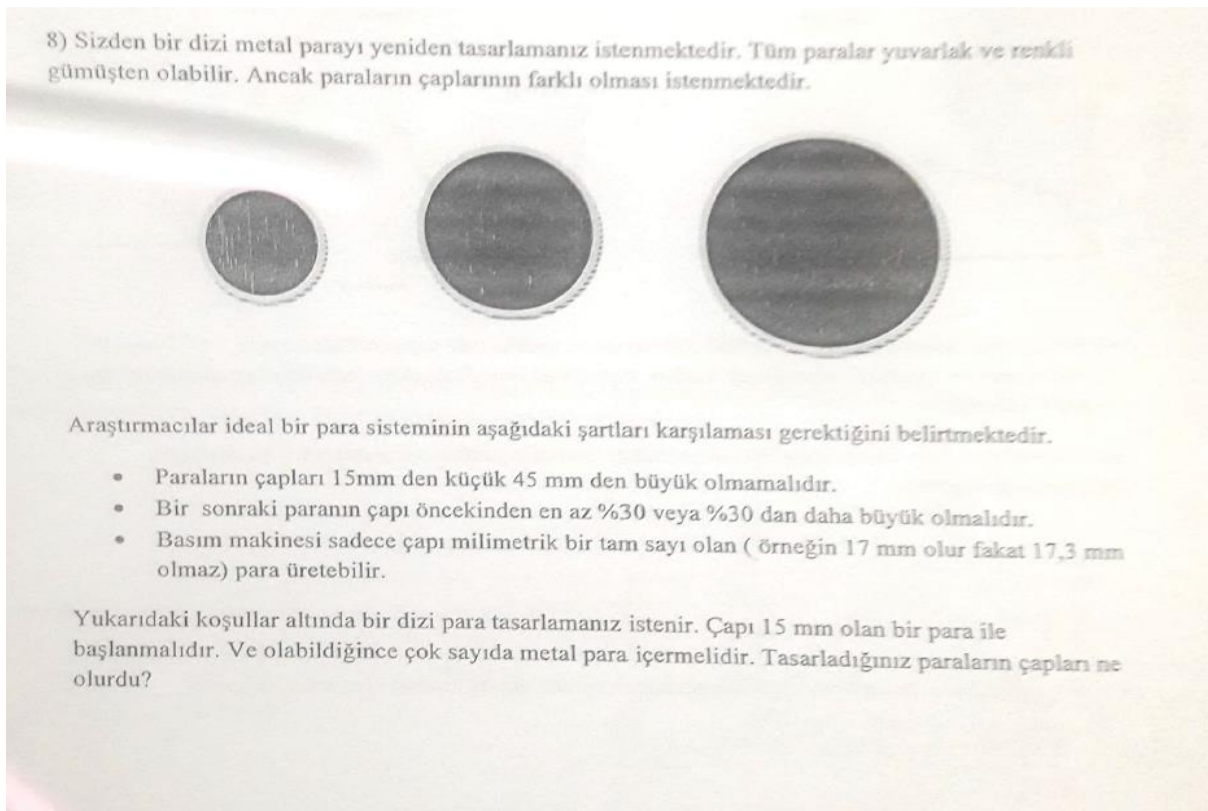 8) Sizden bir dizi metal parayı yeniden tasarlamanız istenmektedir. Tüm paralar yuvarlak ve renkli
gümüşten olabilir. Ancak paraların çaplarının farklı olması istenmektedir.
Araştırmacılar ideal bir para sisteminin aşağıdaki şartları karşılaması gerektiğini belirtmektedir.
• Paraların çapları 15mm den küçük 45 mm den büyük olmamalıdır.
• Bir sonraki paranın çapı öncekinden en az %30 veya %30 dan daha büyük olmalıdır.
• Basım makinesi sadece çapı milimetrik bir tam sayı olan ( örneğin 17 mm olur fakat 17,3 mm
olmaz) para üretebilir.
Yukarıdaki koşullar altında bir dizi para tasarlamanız istenir. Çapı 15 mm olan bir para ile
başlanmalıdır. Ve olabildiğince çok sayıda metal para içermelidir. Tasarladığınız paraların çapları ne
olurdu?